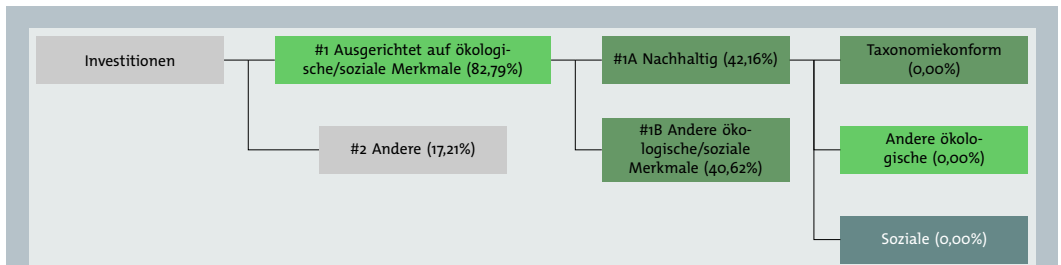 Investitionen
#1 Ausgerichtet auf ökologi-
sche/soziale Merkmale (82,79%)
#2 Andere (17,21%)
#1A Nachhaltig (42,16%)
#1B Andere öko-
logische/soziale
Merkmale (40,62%)
Taxonomiekonform
(0,00%)
Andere ökolo-
gische (0,00%)
Soziale (0,00%)